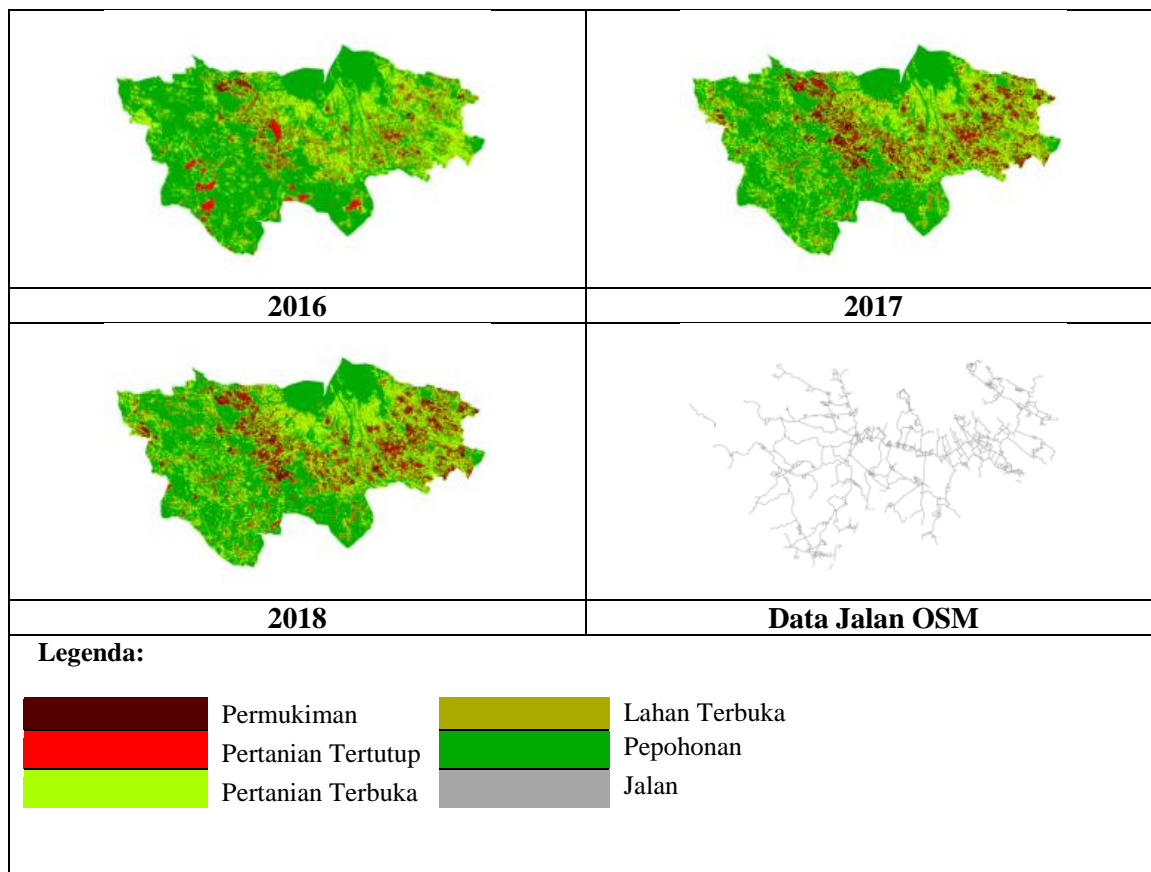 2016
2017
2018
Data Jalan OSM
Legenda:
Permukiman
Lahan Terbuka
Pertanian Tertutup
Pepohonan
Pertanian Terbuka
Jalan